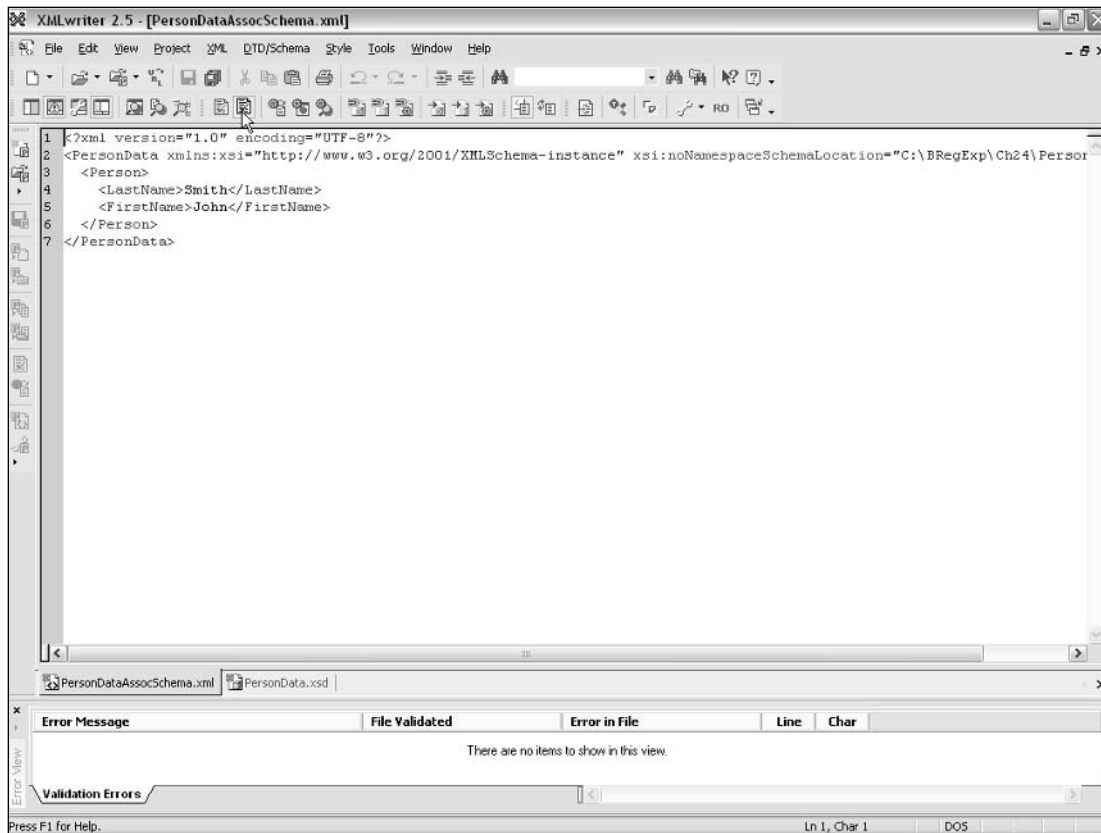 XMLwriter 2.5 - [PersonDataAssocSchema.xml]
File Edit View Project XML DTD/Schema Style Tools Window Help
RO
1 <?xml version="1.0" encoding="UTF-8"?>
2 <PersonData xmlns:xsi="http://www.w3.org/2001/XMLSchema-instance" xsi:noNamespaceSchemaLocation="C:\BRegExp\Ch24\Person
3 <Person>
4 <LastName>Smith</LastName>
5 <FirstName>John</FirstName>
6 </Person>
7 </PersonData>
PersonDataAssocSchema.xml PersonData.xsd
Error Message File Validated Error in File Line Char
There are no items to show in this view.
Error View
Validation Errors
Press F1 for Help. Ln 1, Char 1 DOS